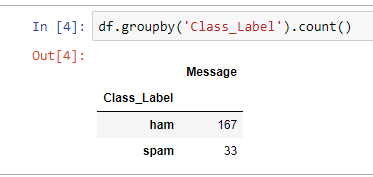 In [4]: df.groupby('Class_Label').count()
Out[4]:
Message
Class_Label
ham 167
spam 33